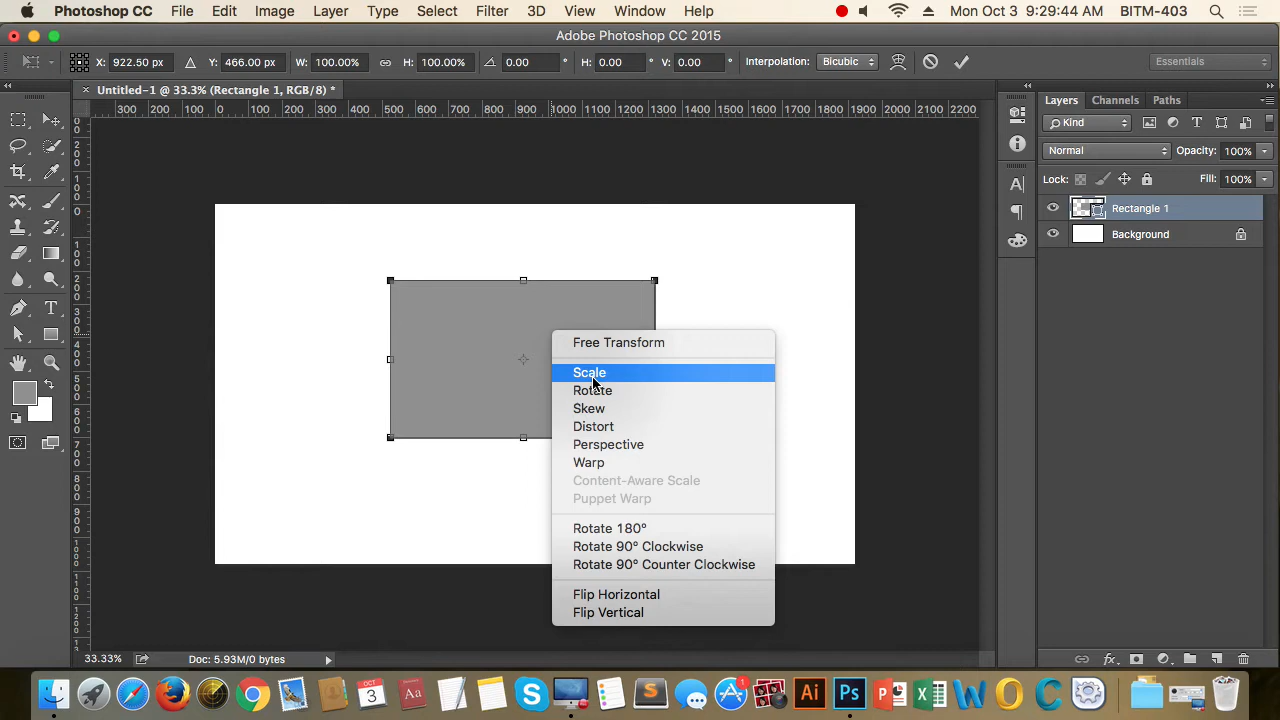 Photoshop CC File Edit Image Layer Type Select Filter 3D View Window Help Mon Oct 3 9:29:44 AM BITM-403
Adobe Photoshop CC 2015
X: 922.50 px Y: 466.00 px W: 100.00% H: 100.00% 0.00 ° H: 0.00 ° V: 0.00 ° Interpolation: Bicubic Essentials
Untitled-1 @ 33.3% (Rectangle 1, RGB/8) *
300 200 100 0 100 200 300 400 500 600 700 800 900 1000 1100 1200 1300 1400 1500 1600 1700 1800 1900 2000 2100 2200
Layers Channels Paths
Kind
Normal Opacity: 100%
Lock: Fill: 100%
Rectangle 1
Background
Free Transform
Scale
Rotate
Skew
Distort
Perspective
Warp
Content-Aware Scale
Puppet Warp
Rotate 180°
Rotate 90° Clockwise
Rotate 90° Counter Clockwise
Flip Horizontal
Flip Vertical
33.33% Doc: 5.93M/0 bytes
OCT
3
Aa
1
Ai
Ps